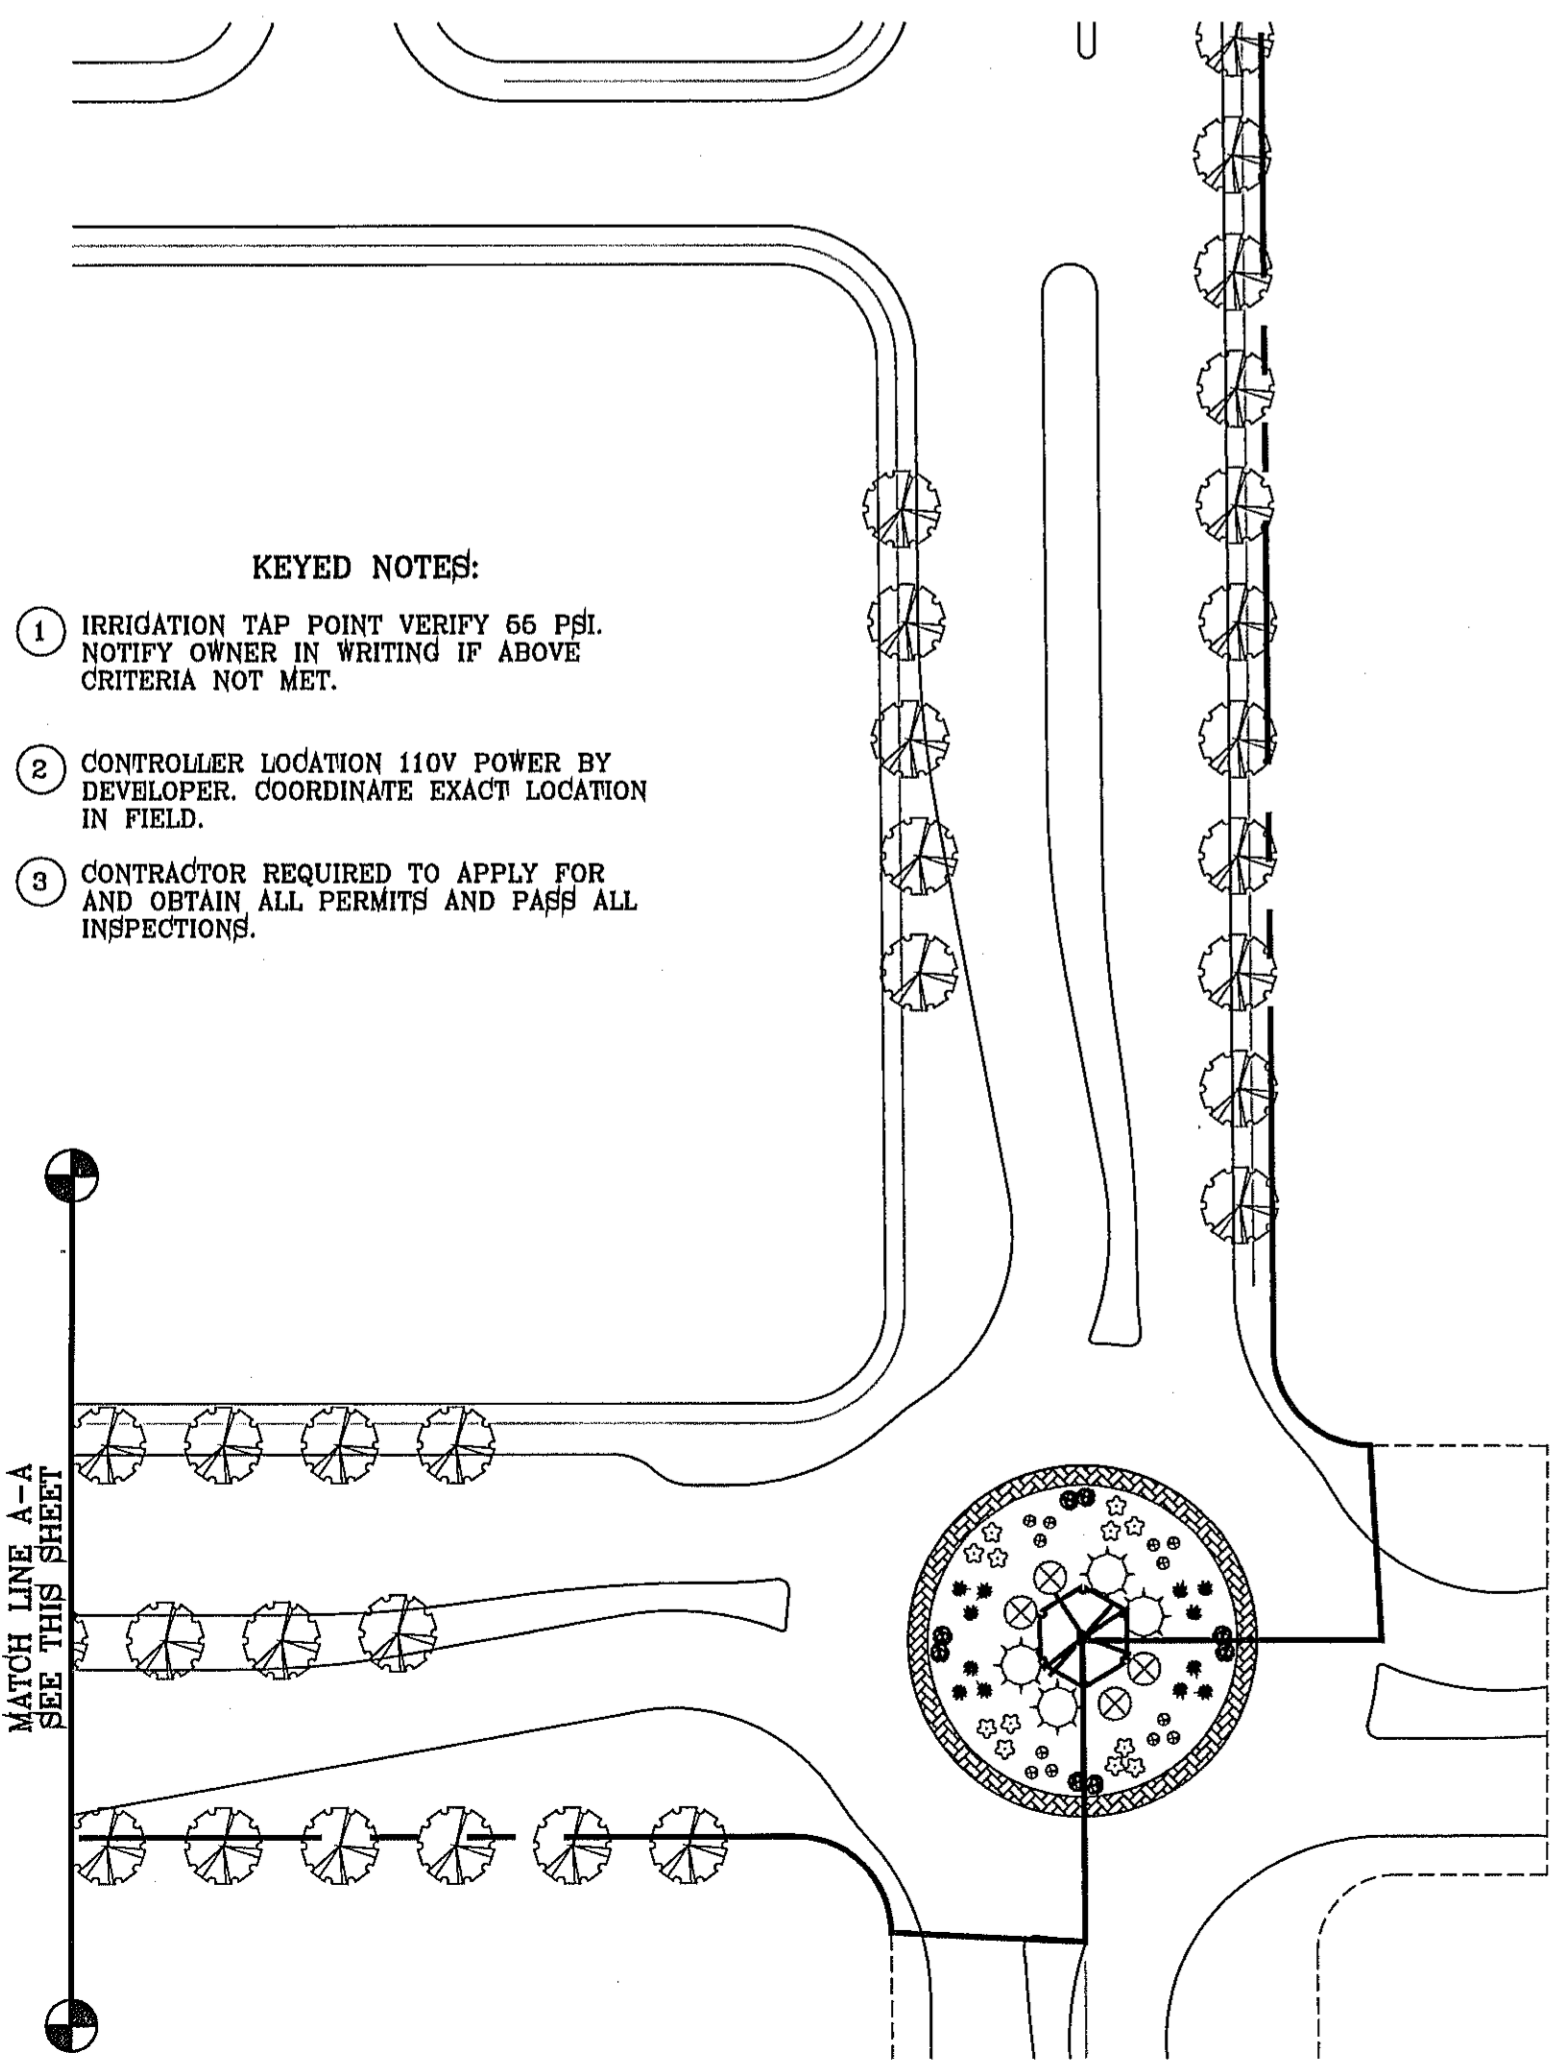 KEYED NOTES:
1 IRRIGATION TAP POINT VERIFY 55 PSI.
NOTIFY OWNER IN WRITING IF ABOVE
CRITERIA NOT MET.
2 CONTROLLER LOCATION 110V POWER BY
DEVELOPER. COORDINATE EXACT LOCATION
IN FIELD.
3 CONTRACTOR REQUIRED TO APPLY FOR
AND OBTAIN ALL PERMITS AND PASS ALL
INSPECTIONS.
MATCH LINE A-A
SEE THIS SHEET